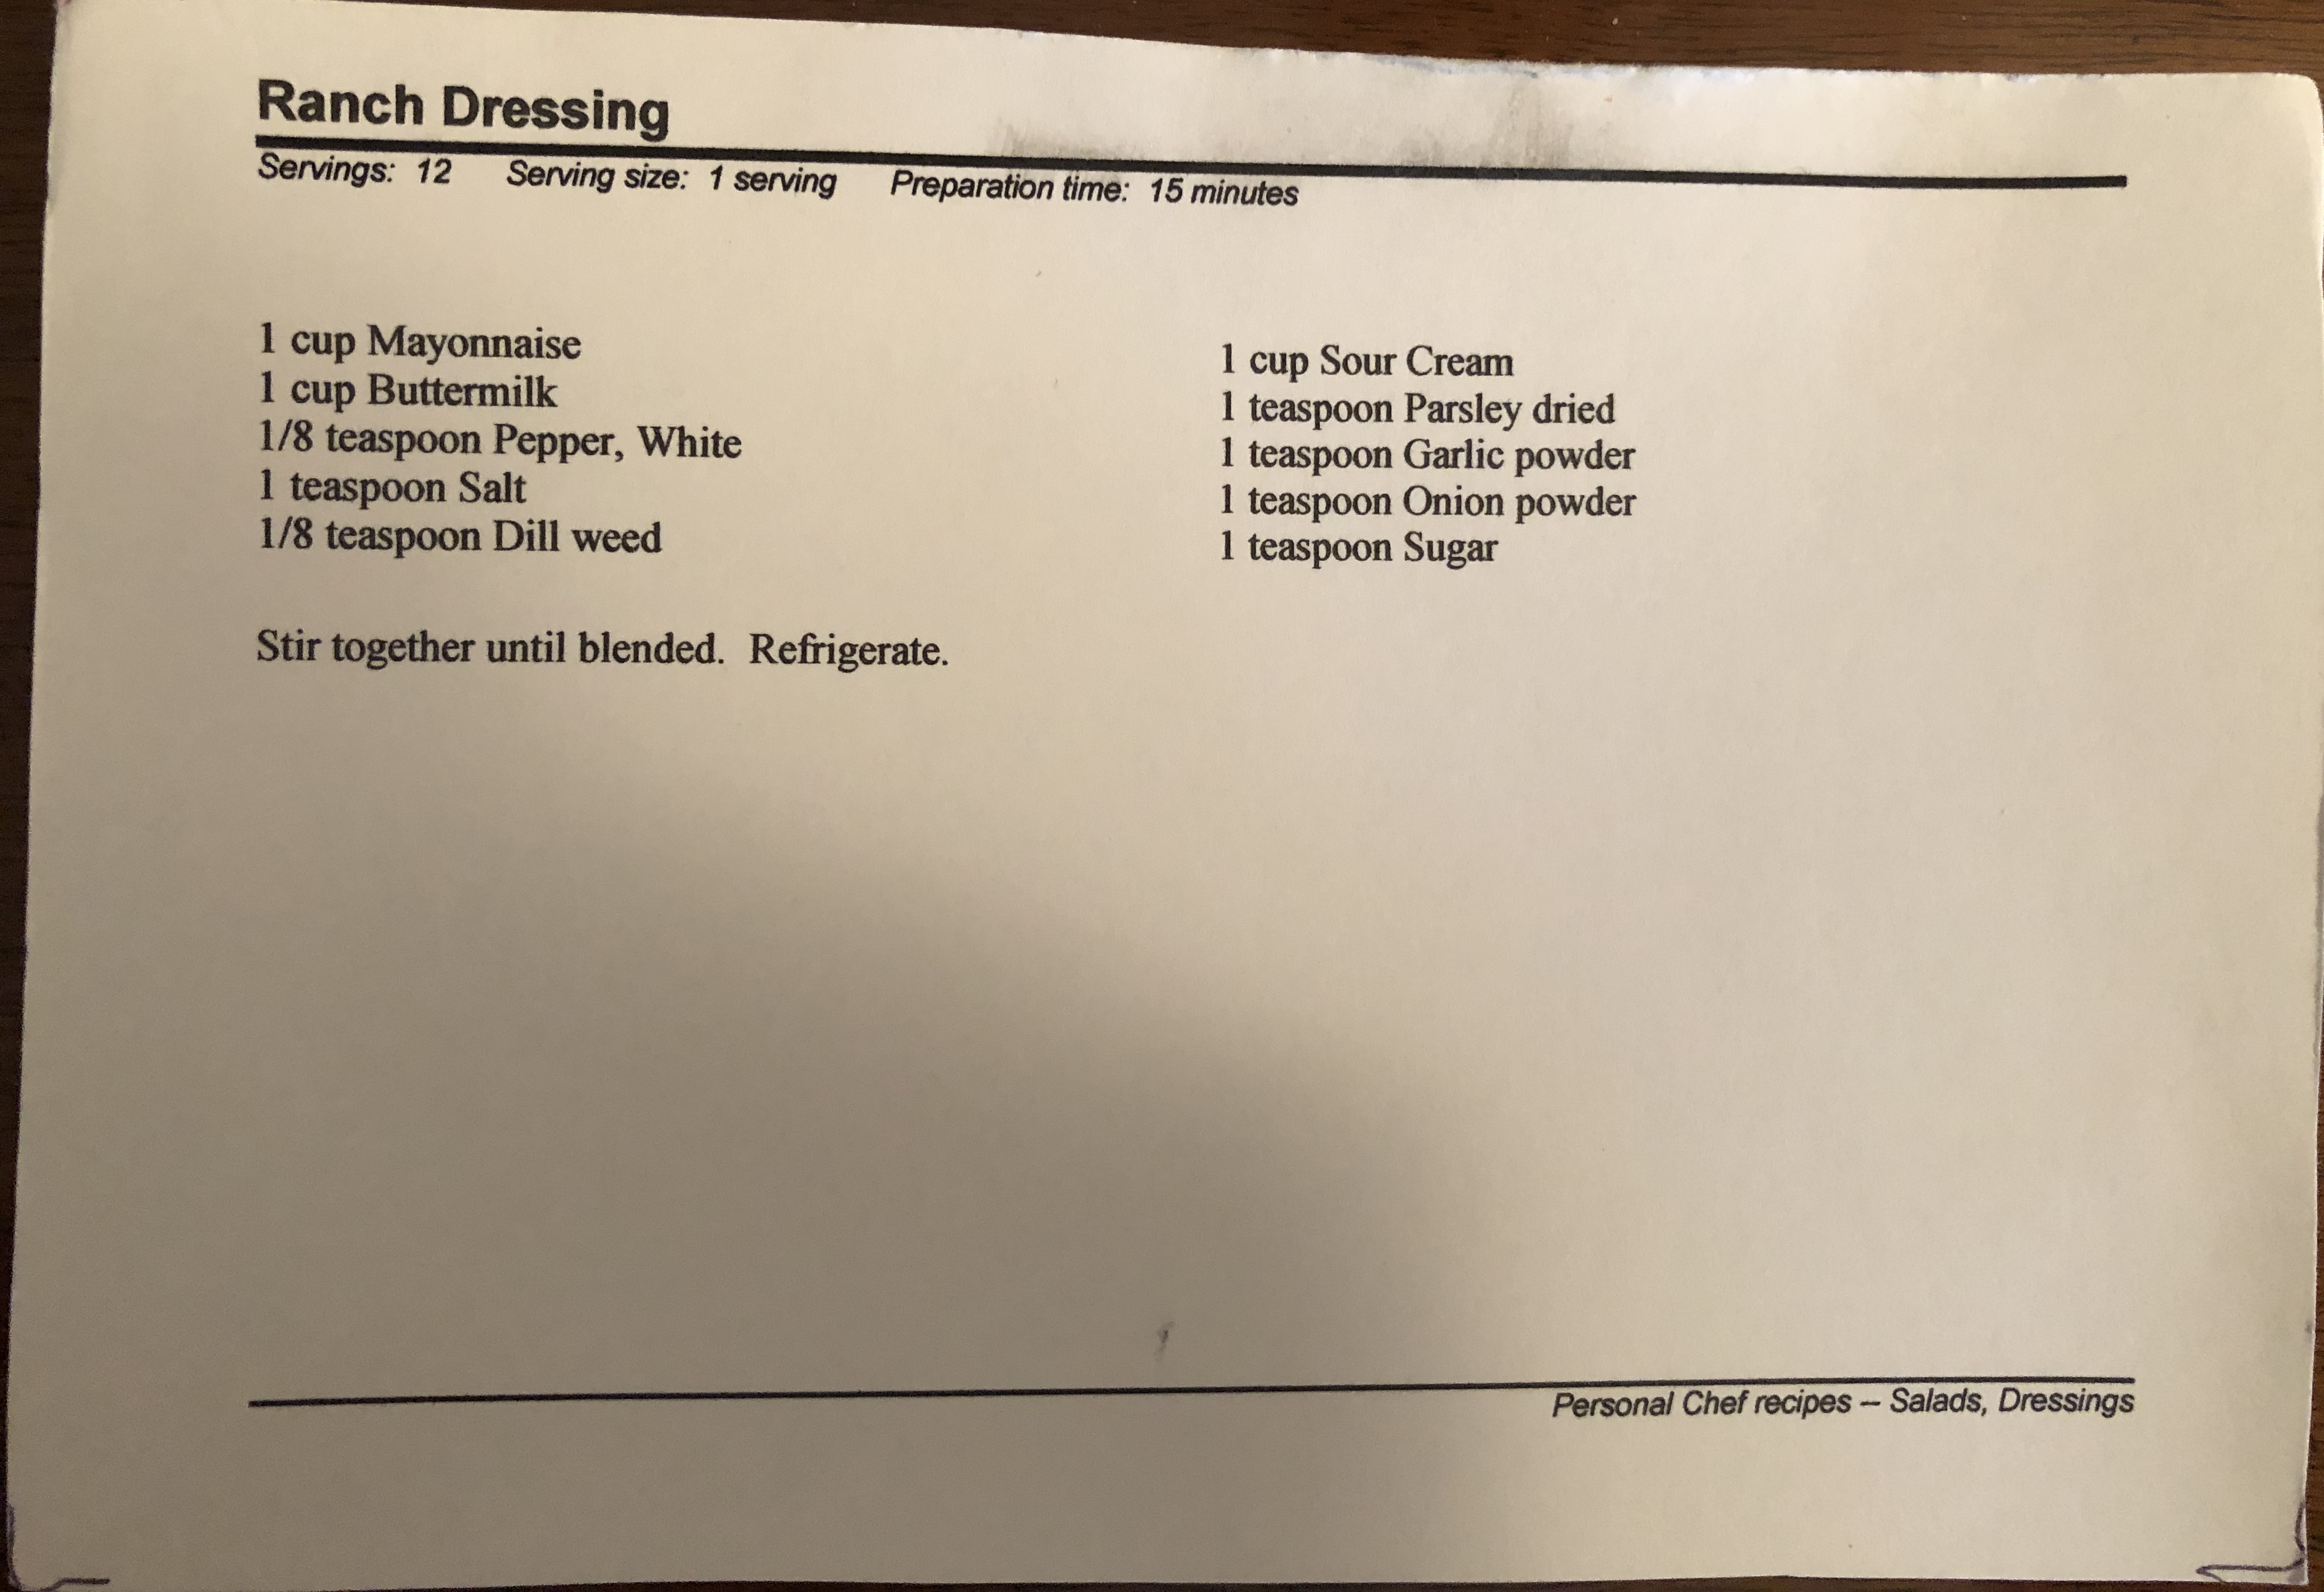 Ranch Dressing
Servings: 12 Serving size: 1 serving Preparation time: 15 minutes
1 cup Mayonnaise
1 cup Buttermilk
1/8 teaspoon Pepper, White
1 teaspoon Salt
1/8 teaspoon Dill weed
1 cup Sour Cream
1 teaspoon Parsley dried
1 teaspoon Garlic powder
1 teaspoon Onion powder
1 teaspoon Sugar
Stir together until blended. Refrigerate.
Personal Chef recipes – Salads, Dressings